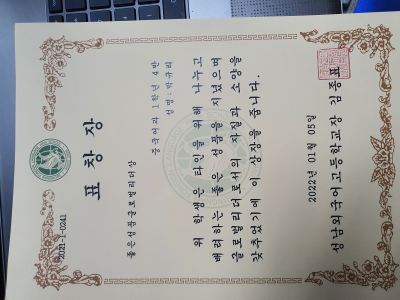 2021-1-0241
표 창 장
좋은성품글로벌리더상
중국어과 1학년 4반
성명 : 박규리
위 학생은 타인을 위해 나누고
배려하는 좋은 성품을 지녔으며
글로벌리더로서의 자질과 소양을
갖추었기에 이 상장을 줍니다.
2022년 01월 05일
성남외국어고등학교장 김종표